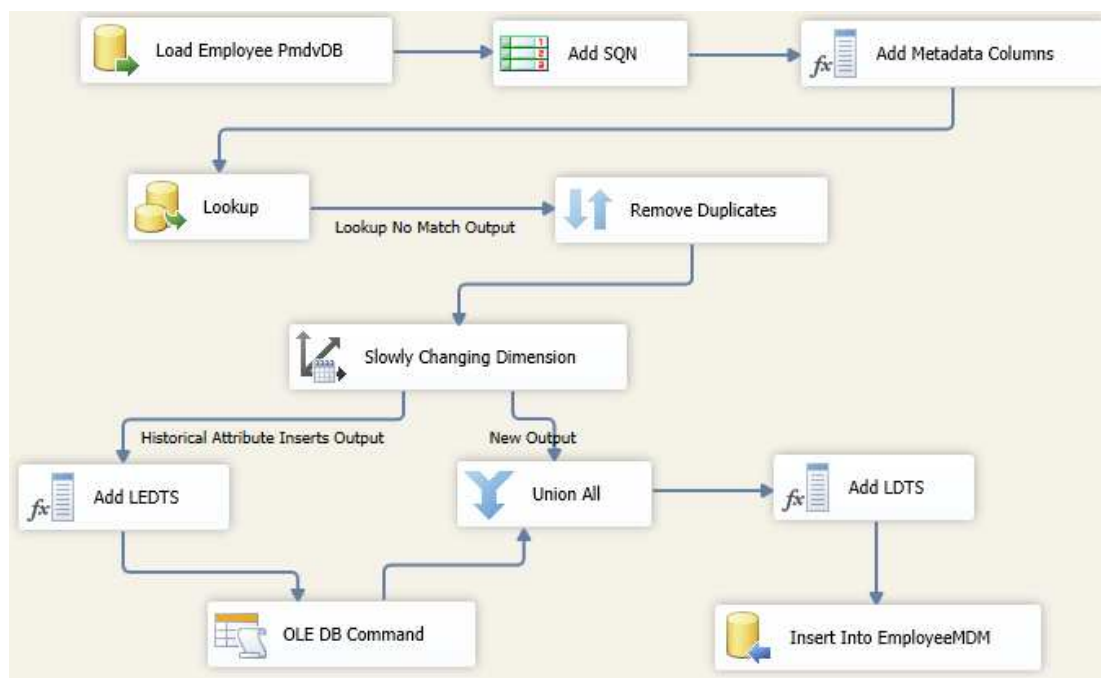 Load Employee PmdvDB
Add SQN
Add Metadata Columns
Lookup
Lookup No Match Output
Remove Duplicates
Slowly Changing Dimension
Historical Attribute Inserts Output
New Output
Add LEDTS
Union All
Add LDTS
OLE DB Command
Insert Into EmployeeMDM